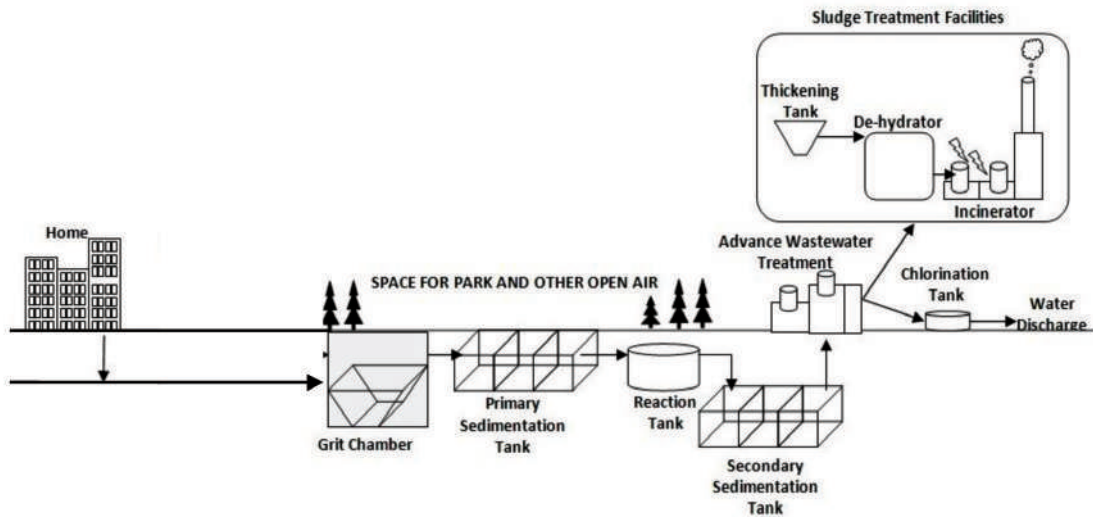 Sludge Treatment Facilities
Thickening
Tank
De-hydrator
Incinerator
Home
Advance Wastewater
Treatment
SPACE FOR PARK AND OTHER OPEN AIR
Chlorination
Tank
Water
Discharge
Grit Chamber
Primary
Sedimentation
Tank
Reaction
Tank
Secondary
Sedimentation
Tank